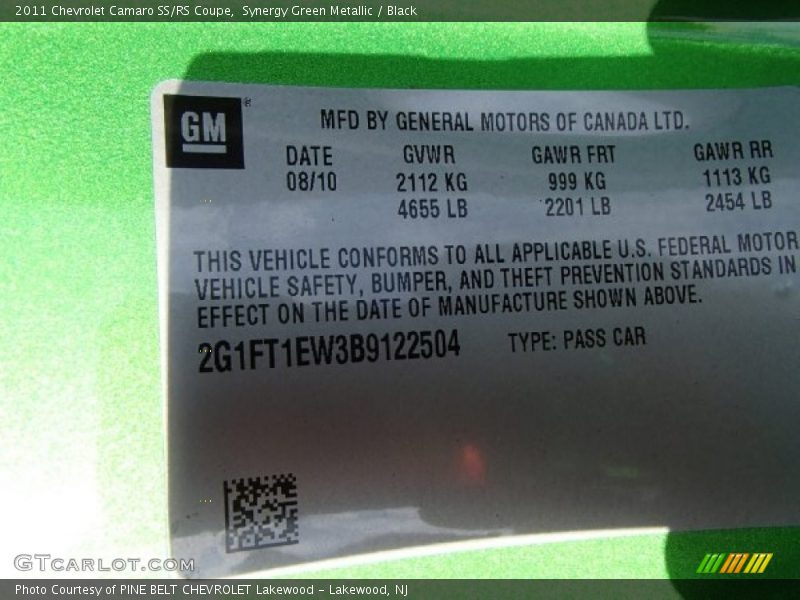 2011 Chevrolet Camaro SS/RS Coupe, Synergy Green Metallic / Black
GM
MFD BY GENERAL MOTORS OF CANADA LTD.
DATE GVWR GAWR FRT GAWR RR
08/10 2112 KG 999 KG 1113 KG
4655 LB 2201 LB 2454 LB
THIS VEHICLE CONFORMS TO ALL APPLICABLE U.S. FEDERAL MOTOR
VEHICLE SAFETY, BUMPER, AND THEFT PREVENTION STANDARDS IN
EFFECT ON THE DATE OF MANUFACTURE SHOWN ABOVE.
2G1FT1EW3B9122504 TYPE: PASS CAR
GTcarlot.com
Photo Courtesy of PINE BELT CHEVROLET Lakewood - Lakewood, NJ